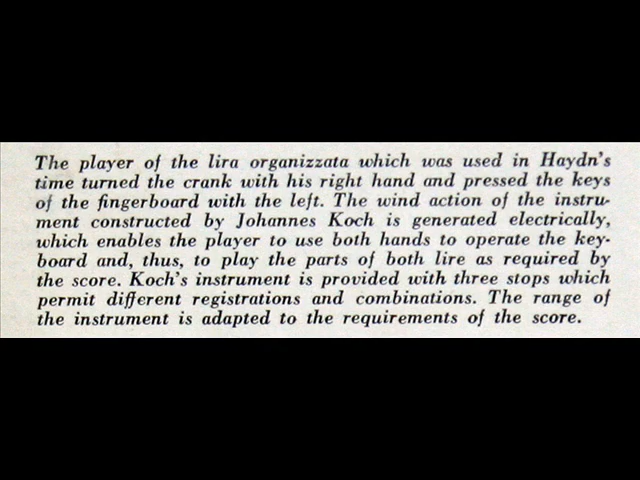 The player of the lira organizzata which was used in Haydn's
time turned the crank with his right hand and pressed the keys
of the fingerboard with the left. The wind action of the instru-
ment constructed by Johannes Koch is generated electrically,
which enables the player to use both hands to operate the key-
board and, thus, to play the parts of both lire as required by
the score. Koch's instrument is provided with three stops which
permit different registrations and combinations. The range of
the instrument is adapted to the requirements of the score.